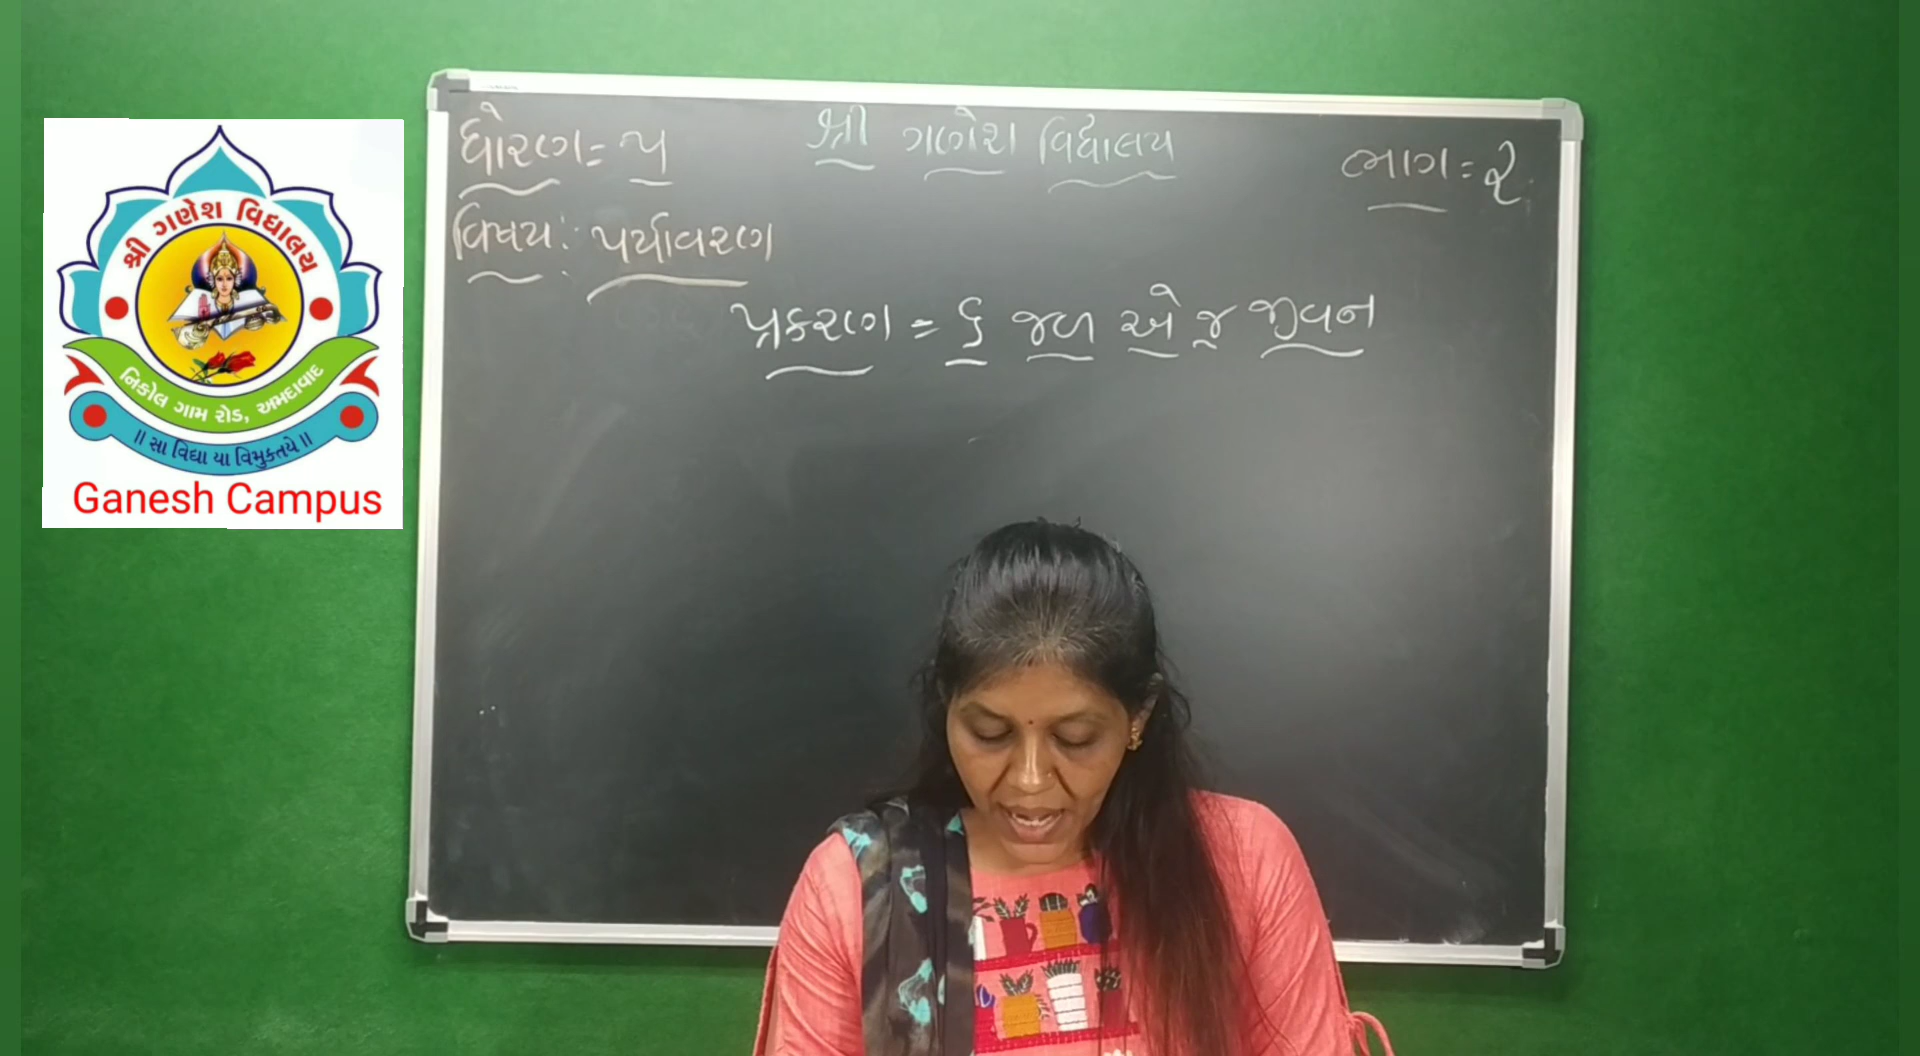 શ્રી ગણેશ વિદ્યાલય
નિકોલ ગામ રોડ, અમદાવાદ
॥ સા વિદ્યા યા વિમુક્તયે ॥
Ganesh Campus
ધોરણ = ૫ શ્રી ગણેશ વિદ્યાલય ભાગ = ૨
વિષય : પર્યાવરણ
પ્રકરણ = ૬ જળ એ જ જીવન